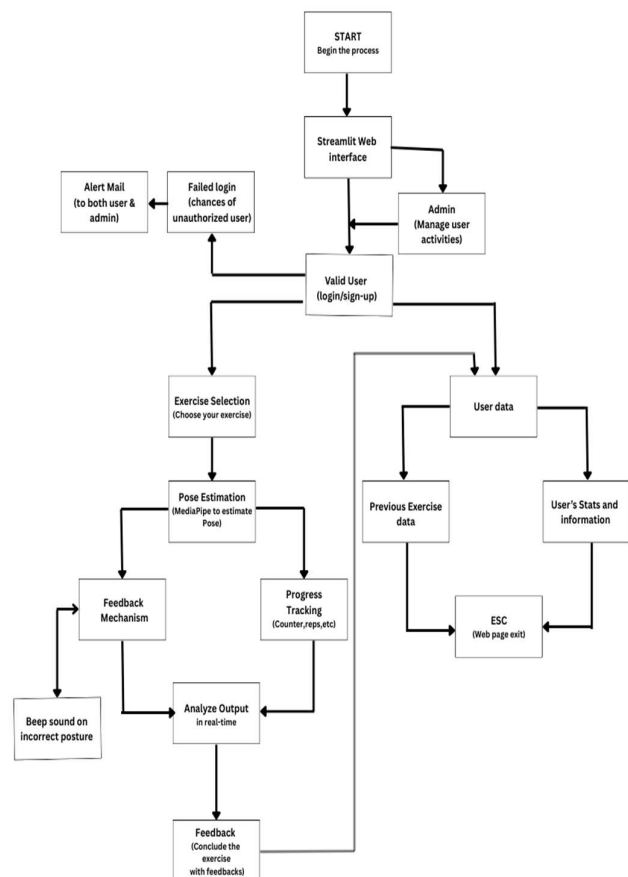 START
Begin the process
Streamlit Web
interface
Alert Mail
(to both user &
admin)
Failed login
(chances of
unauthorized user)
Admin
(Manage user
activities)
Valid User
(login/sign-up)
Exercise Selection
(Choose your exercise)
User data
Pose Estimation
(MediaPipe to estimate
Pose)
Previous Exercise
data
User's Stats and
information
Feedback
Mechanism
Progress
Tracking
(Counter,reps,etc)
ESC
(Web page exit)
Beep sound on
incorrect posture
Analyze Output
in real-time
Feedback
(Conclude the
exercise
with feedbacks)